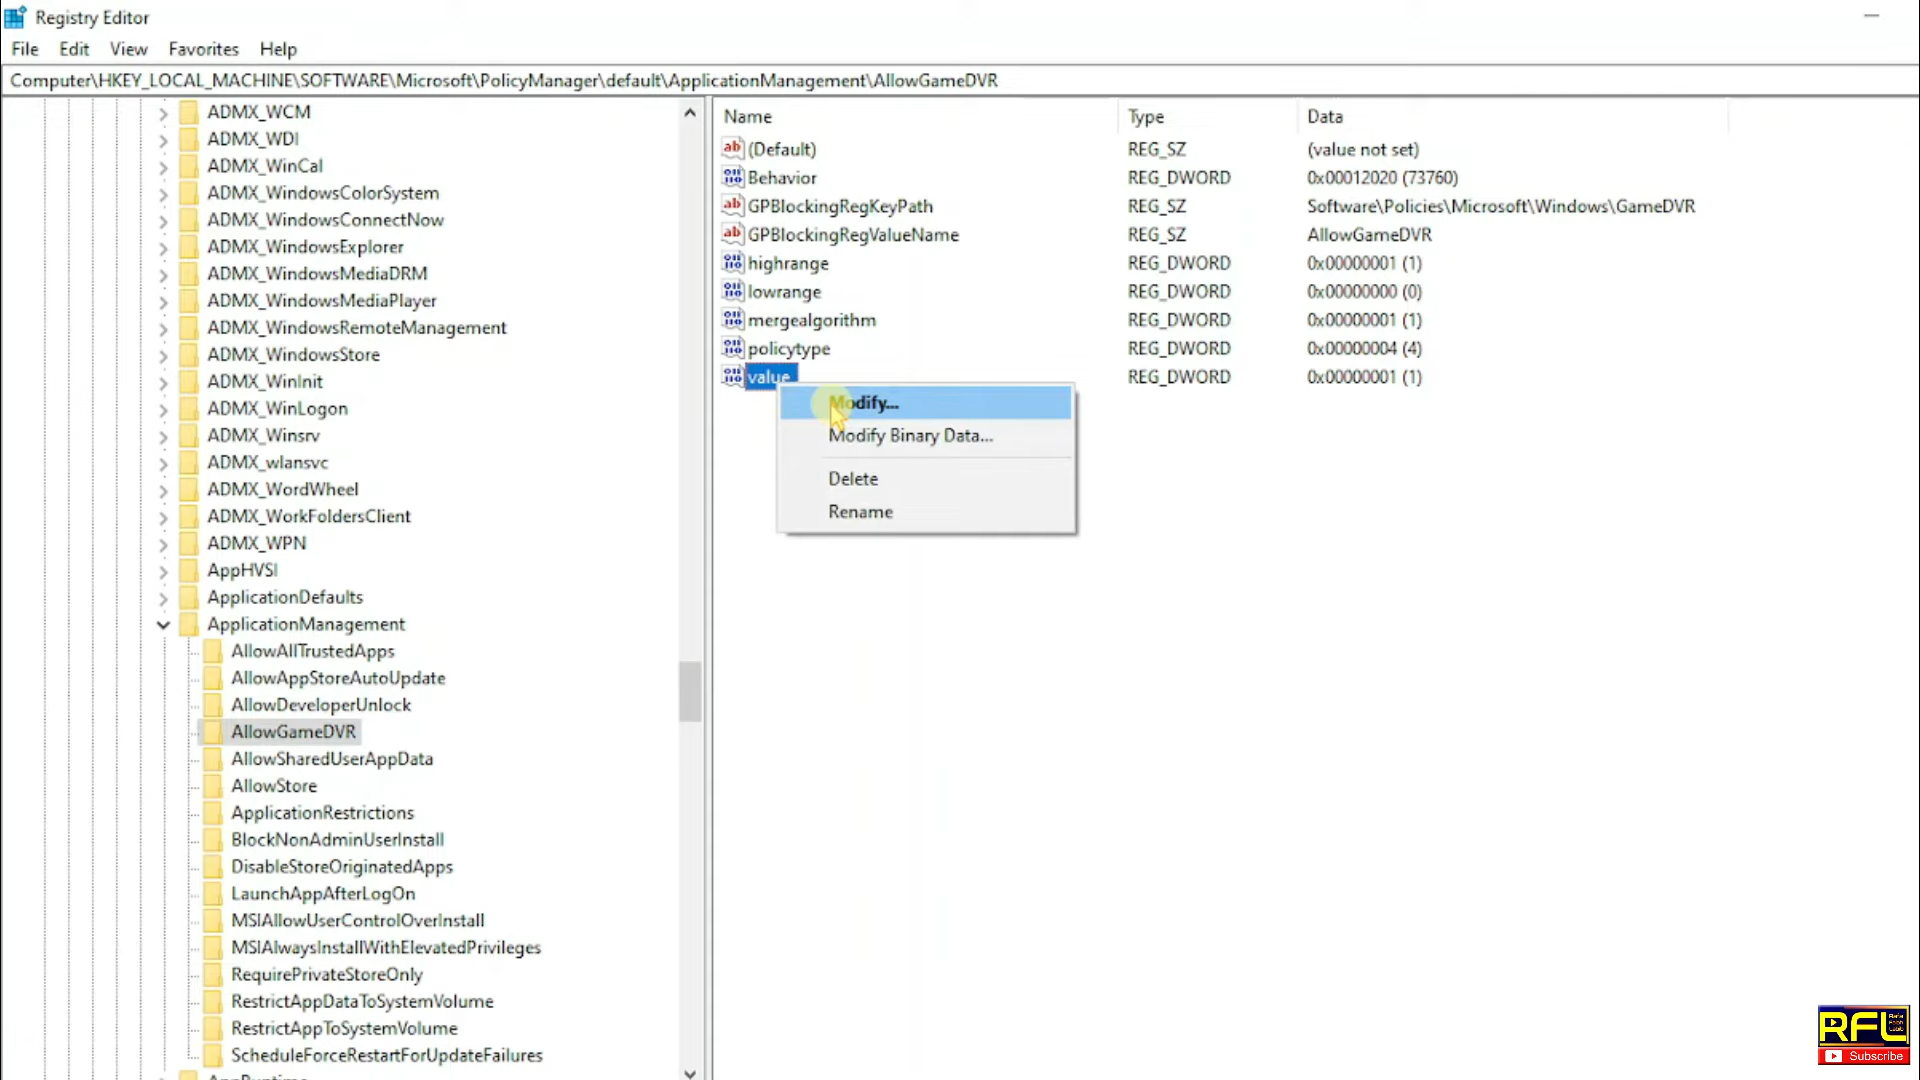 Registry Editor
File Edit View Favorites Help
Computer\HKEY_LOCAL_MACHINE\SOFTWARE\Microsoft\PolicyManager\default\ApplicationManagement\AllowGameDVR
ADMX_WCM
ADMX_WDI
ADMX_WinCal
ADMX_WindowsColorSystem
ADMX_WindowsConnectNow
ADMX_WindowsExplorer
ADMX_WindowsMediaDRM
ADMX_WindowsMediaPlayer
ADMX_WindowsRemoteManagement
ADMX_WindowsStore
ADMX_WinInit
ADMX_WinLogon
ADMX_Winsrv
ADMX_wlansvc
ADMX_WordWheel
ADMX_WorkFoldersClient
ADMX_WPN
AppHVSI
ApplicationDefaults
ApplicationManagement
AllowAllTrustedApps
AllowAppStoreAutoUpdate
AllowDeveloperUnlock
AllowGameDVR
AllowSharedUserAppData
AllowStore
ApplicationRestrictions
BlockNonAdminUserInstall
DisableStoreOriginatedApps
LaunchAppAfterLogOn
MSIAllowUserControlOverInstall
MSIAlwaysInstallWithElevatedPrivileges
RequirePrivateStoreOnly
RestrictAppDataToSystemVolume
RestrictAppToSystemVolume
ScheduleForceRestartForUpdateFailures
AppRuntime
Name Type Data
(Default) REG_SZ (value not set)
Behavior REG_DWORD 0x00012020 (73760)
GPBlockingRegKeyPath REG_SZ Software\Policies\Microsoft\Windows\GameDVR
GPBlockingRegValueName REG_SZ AllowGameDVR
highrange REG_DWORD 0x00000001 (1)
lowrange REG_DWORD 0x00000000 (0)
mergealgorithm REG_DWORD 0x00000001 (1)
policytype REG_DWORD 0x00000004 (4)
value REG_DWORD 0x00000001 (1)
Modify...
Modify Binary Data...
Delete
Rename
RFL
Subscribe